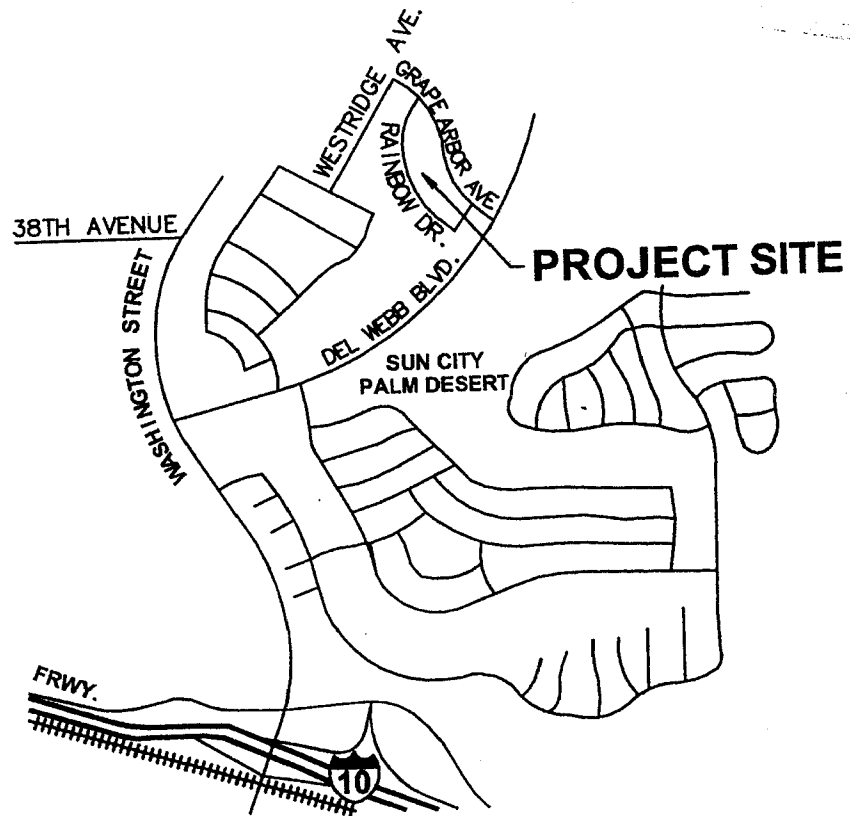 WESTRIDGE AVE.
GRAPE ARBOR AVE
RAINBOW DR.
38TH AVENUE
PROJECT SITE
WASHINGTON STREET
DEL WEBB BLVD.
SUN CITY
PALM DESERT
FRWY.
10